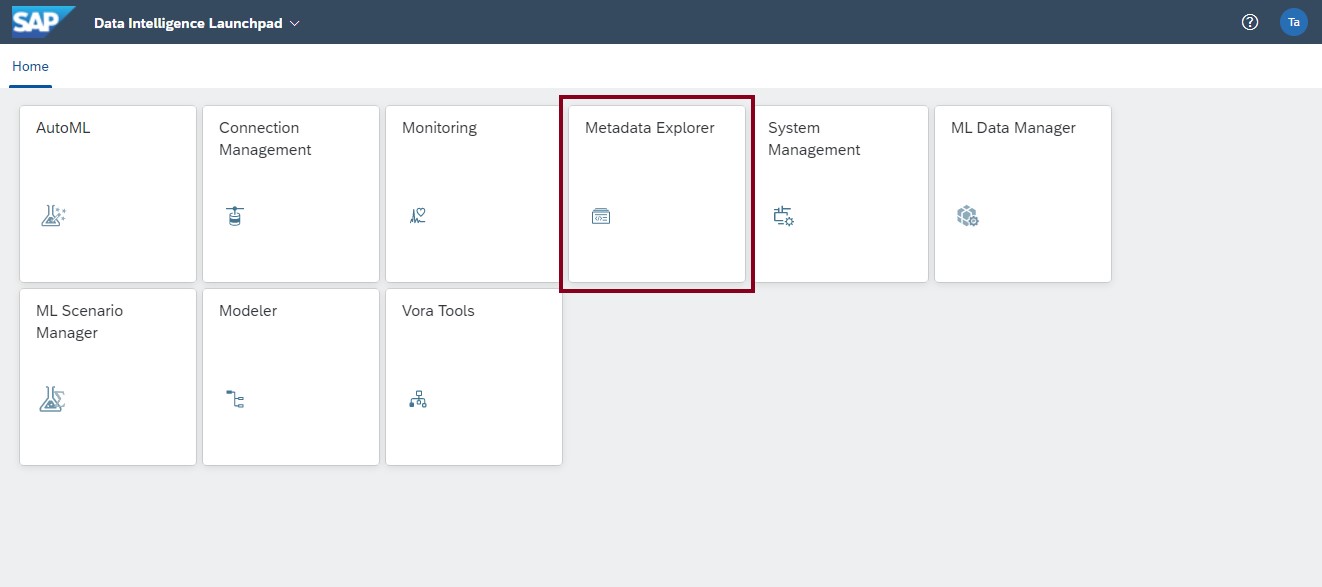 SAP
Data Intelligence Launchpad
Ta
Home
AutoML
Connection
Management
Monitoring
Metadata Explorer
System
Management
ML Data Manager
ML Scenario
Manager
Modeler
Vora Tools